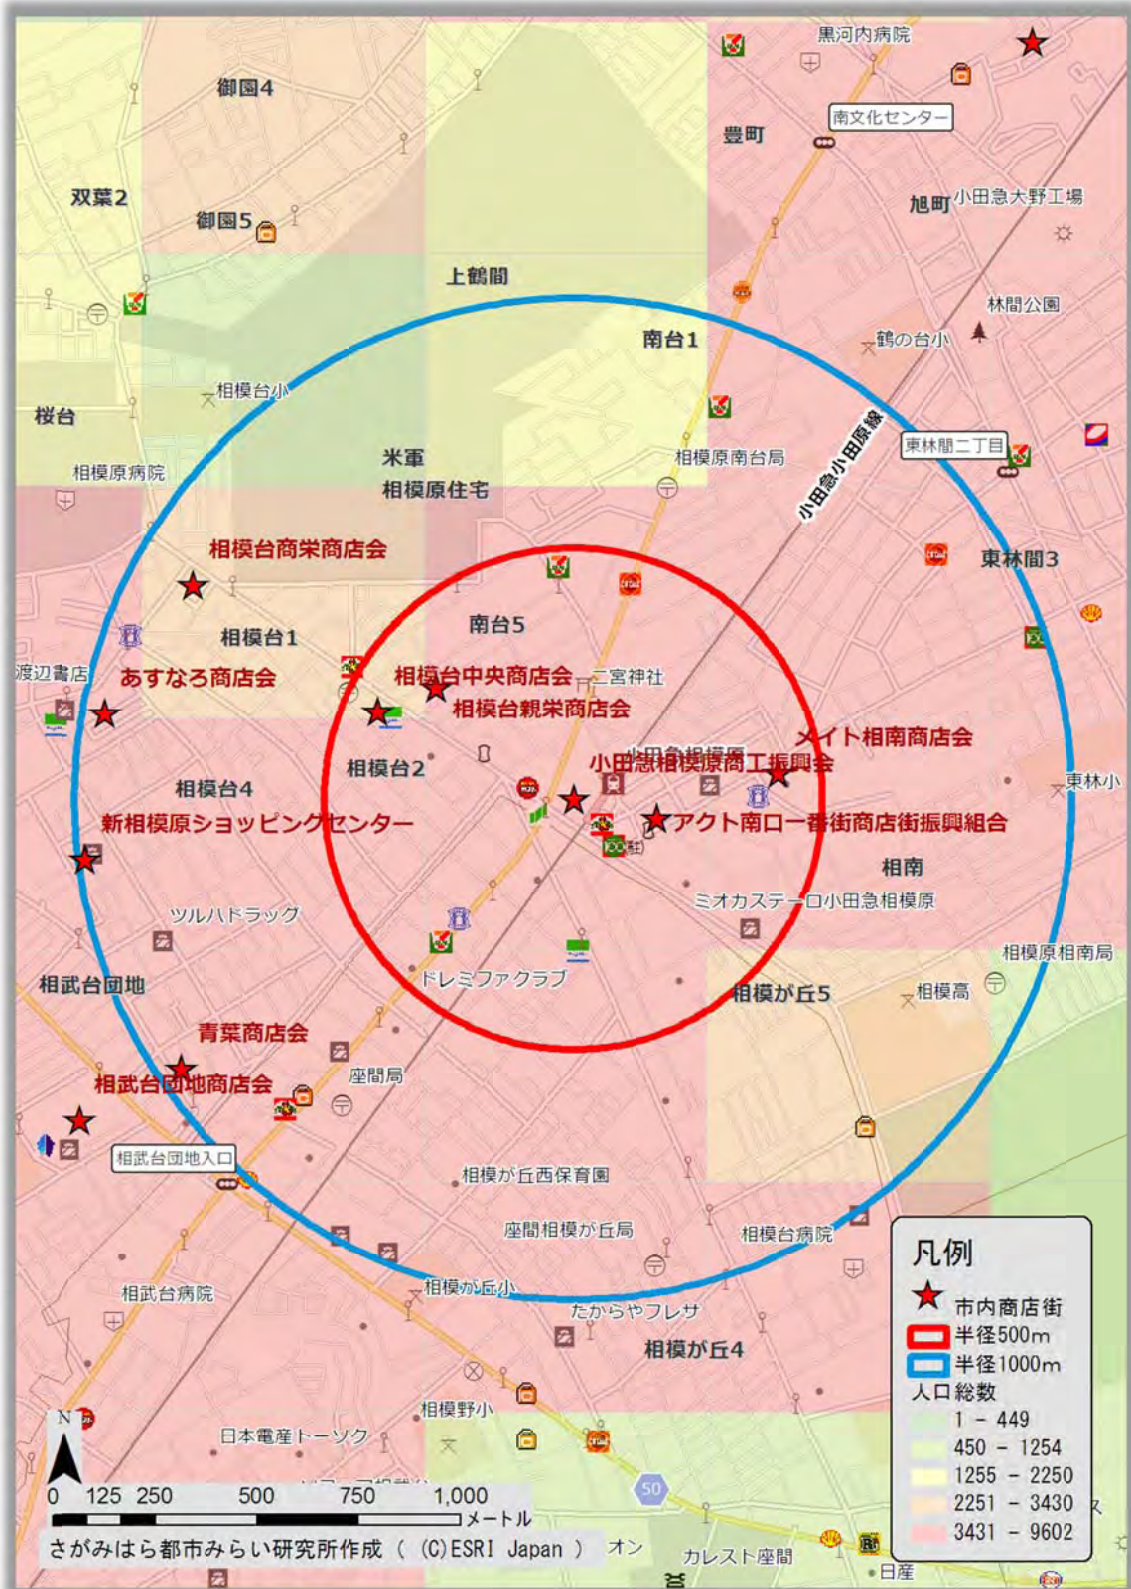 黒河内病院
御園4
南文化センター
豊町
双葉2
旭町
小田急大野工場
御園5
上鶴間
林間公園
南台1
鶴の台小
相模台小
桜台
小田急小田原線
東林間二丁目
米軍
相模原住宅
相模原病院
相模原南台局
相模台商栄商店会
東林間3
南台5
相模台1
渡辺書店
あすなろ商店会
相模台中央商店会
二宮神社
相模台親栄商店会
メイト相南商店会
小田急相模原
小田急相模原商工振興会
相模台2
相模台4
東林小
新相模原ショッピングセンター
アクト南口一番街商店街振興組合
相南
ツルハドラッグ
ミオカステーロ小田急相模原
相模原相南局
ドレミファクラブ
相武台団地
相模が丘5
相模高
青葉商店会
座間局
相武台団地商店会
相武台団地入口
相模が丘西保育園
座間相模が丘局
相模台病院
相武台病院
相模が丘小
たからやフレサ
相模が丘4
相模野小
日本電産トーソク
50
カレスト座間
オン
日産
凡例
市内商店街
半径500m
半径1000m
人口総数
1 - 449
450 - 1254
1255 - 2250
2251 - 3430
3431 - 9602
N
0 125 250 500 750 1,000
メートル
さがみはら都市みらい研究所作成 ( (C)ESRI Japan )